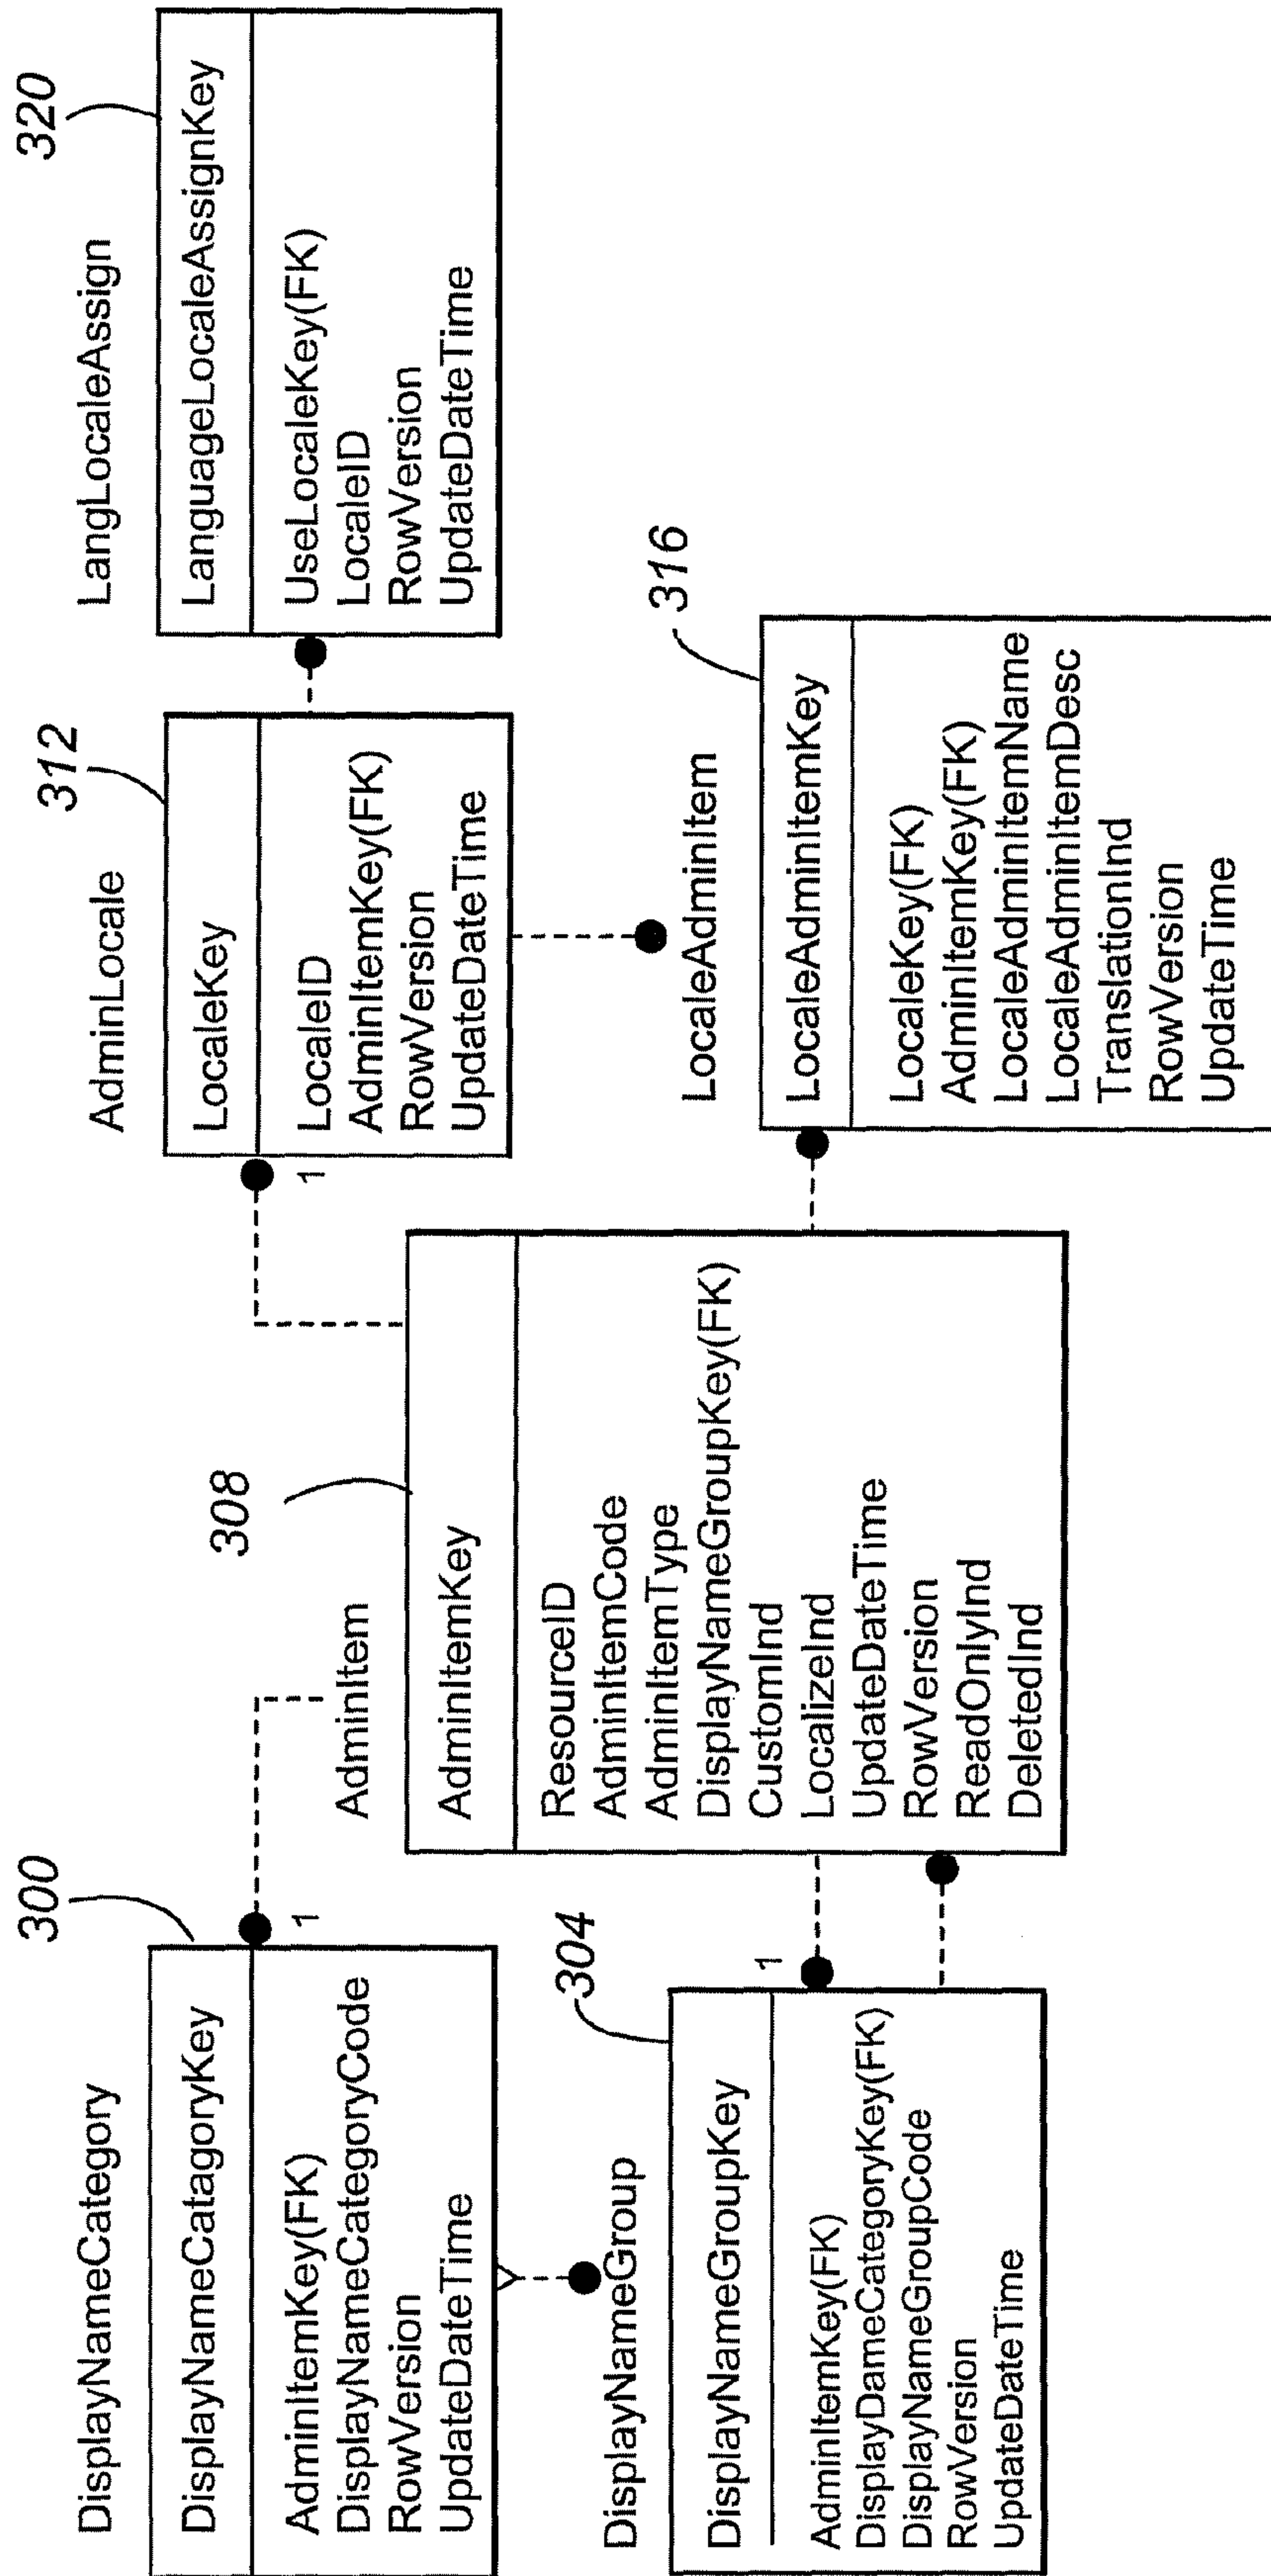 DisplayNameCategory
300
DisplayNameCatagoryKey
1
AdminItemKey(FK)
DisplayNameCategoryCode
RowVersion
UpdateDateTime
DisplayNameGroup
304
1
DisplayNameGroupKey
AdminItemKey(FK)
DisplayDameCategoryKey(FK)
DisplayNameGroupCode
RowVersion
UpdateDateTime
AdminItem
308
AdminItemKey
ResourceID
AdminItemCode
AdminItemType
DisplayNameGroupKey(FK)
CustomInd
LocalizeInd
UpdateDateTime
RowVersion
ReadOnlyInd
DeletedInd
AdminLocale
312
LocaleKey
1
LocaleID
AdminItemKey(FK)
RowVersion
UpdateDateTime
LocaleAdminItem
316
LocaleAdminItemKey
LocaleKey(FK)
AdminItemKey(FK)
LocaleAdminItemName
LocaleAdminItemDesc
TranslationInd
RowVersion
UpdateTime
LangLocaleAssign
320
LanguageLocaleAssignKey
UseLocaleKey(FK)
LocaleID
RowVersion
UpdateDateTime